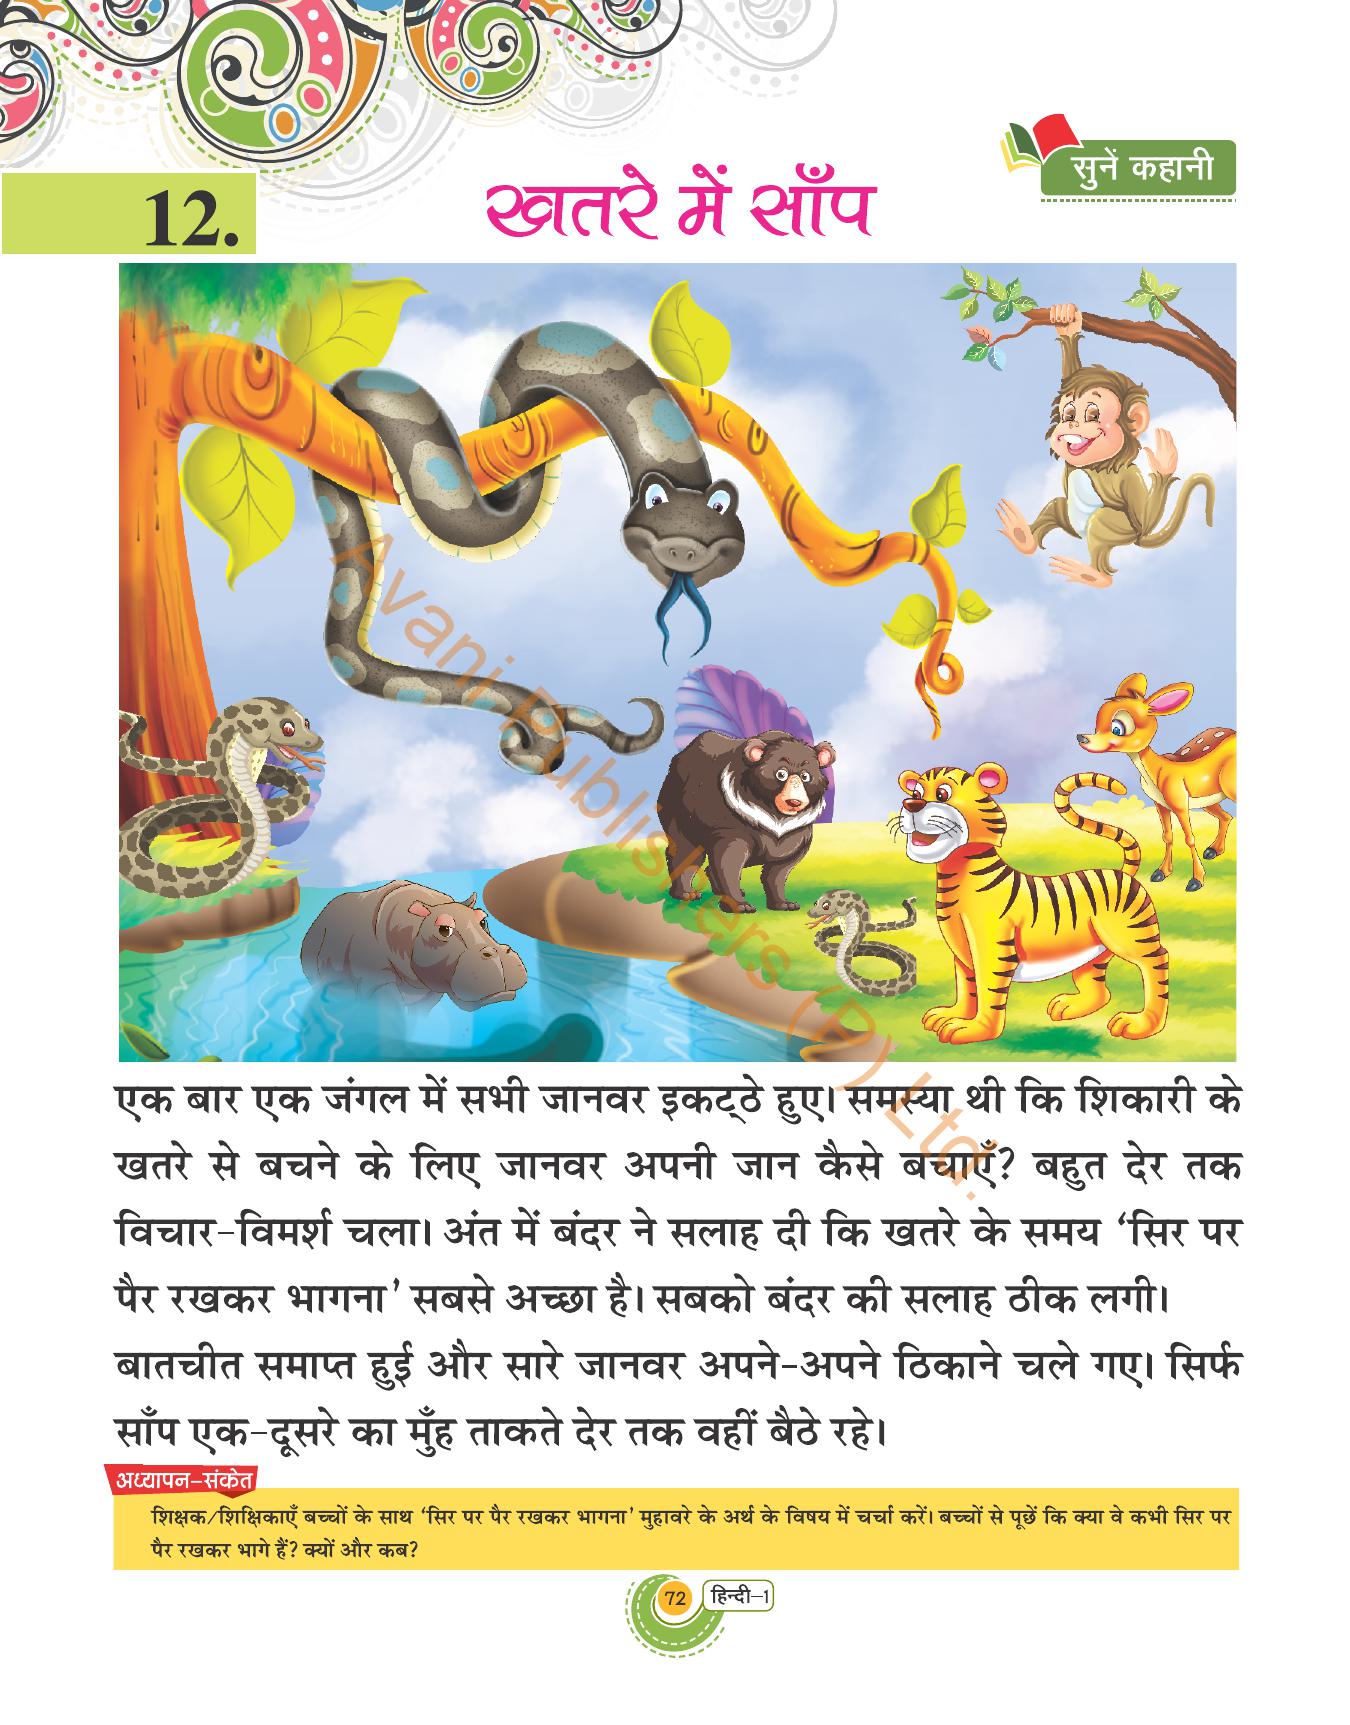 सुनें कहानी
12.
खतरे में साँप
Avani Publishers (P) Ltd.
एक बार एक जंगल में सभी जानवर इकट्ठे हुए। समस्या थी कि शिकारी के
खतरे से बचने के लिए जानवर अपनी जान कैसे बचाएँ? बहुत देर तक
विचार-विमर्श चला। अंत में बंदर ने सलाह दी कि खतरे के समय ‘सिर पर
पैर रखकर भागना’ सबसे अच्छा है। सबको बंदर की सलाह ठीक लगी।
बातचीत समाप्त हुई और सारे जानवर अपने-अपने ठिकाने चले गए। सिर्फ
साँप एक-दूसरे का मुँह ताकते देर तक वहीं बैठे रहे।
अध्यापन-संकेत
शिक्षक/शिक्षिकाएँ बच्चों के साथ ‘सिर पर पैर रखकर भागना’ मुहावरे के अर्थ के विषय में चर्चा करें। बच्चों से पूछें कि क्या वे कभी सिर पर
पैर रखकर भागे हैं? क्यों और कब?
72 हिन्दी-1